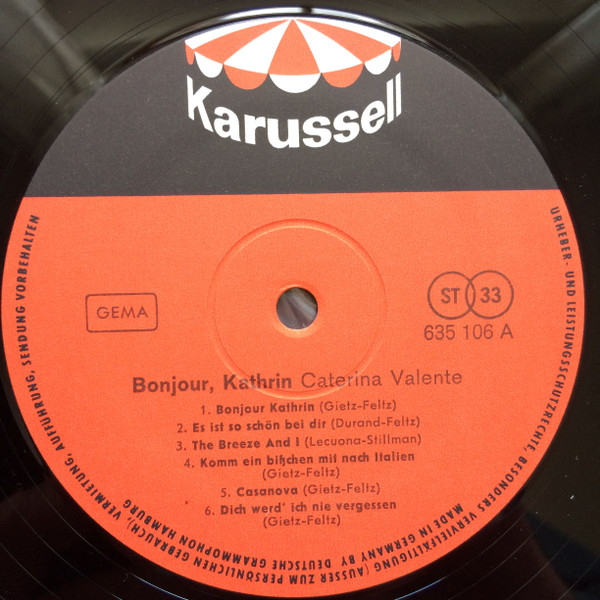 Karussell
GEMA
ST 33
635 106 A
Bonjour, Kathrin Caterina Valente
1. Bonjour Kathrin (Gietz-Feltz)
2. Es ist so schön bei dir (Durand-Feltz)
3. The Breeze And I (Lecuona-Stillman)
4. Komm ein bißchen mit nach Italien
(Gietz-Feltz)
5. Casanova (Gietz-Feltz)
6. Dich werd' ich nie vergessen
(Gietz-Feltz)
URHEBER- UND LEISTUNGSSCHUTZRECHTE, BESONDERS VERVIELFÄLTIGUNG (AUSSER ZUM PERSÖNLICHEN GEBRAUCH), VERMIETUNG, AUFFÜHRUNG, SENDUNG VORBEHALTEN
MADE IN GERMANY BY DEUTSCHE GRAMMOPHON HAMBURG